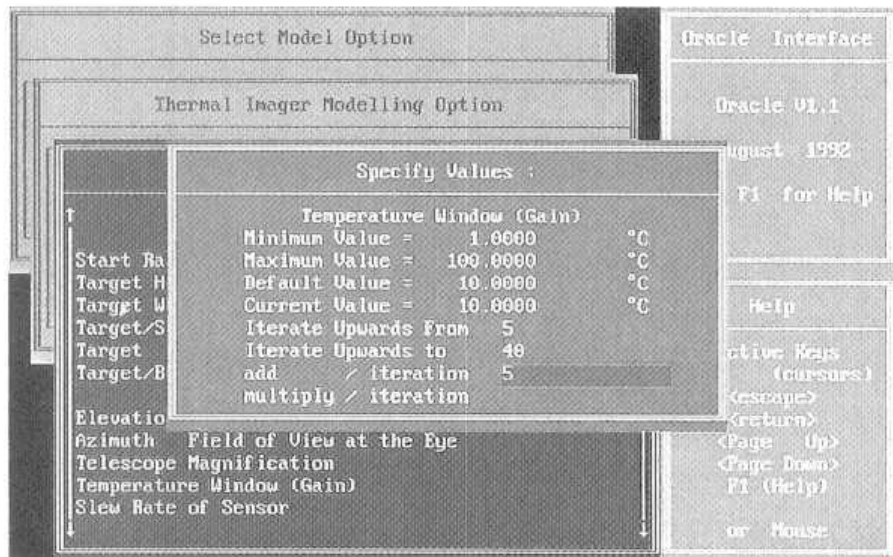 Select Model Option
Thermal Imager Modelling Option
Specify Values :
Temperature Window (Gain)
Minimum Value = 1.0000 °C
Maximum Value = 100.0000 °C
Default Value = 10.0000 °C
Current Value = 10.0000 °C
Iterate Upwards From 5
Iterate Upwards to 40
add / iteration 5
multiply / iteration
Start Ra
Target H
Target W
Target/S
Target
Target/B
Elevatio
Azimuth Field of View at the Eye
Telescope Magnification
Temperature Window (Gain)
Slew Rate of Sensor
Oracle Interface
Oracle V1.1
ugust 1992
F1 for Help
Help
ctive Keys
(cursors)
<escape>
<return>
<Page Up>
<Page Down>
F1 (Help)
or Mouse